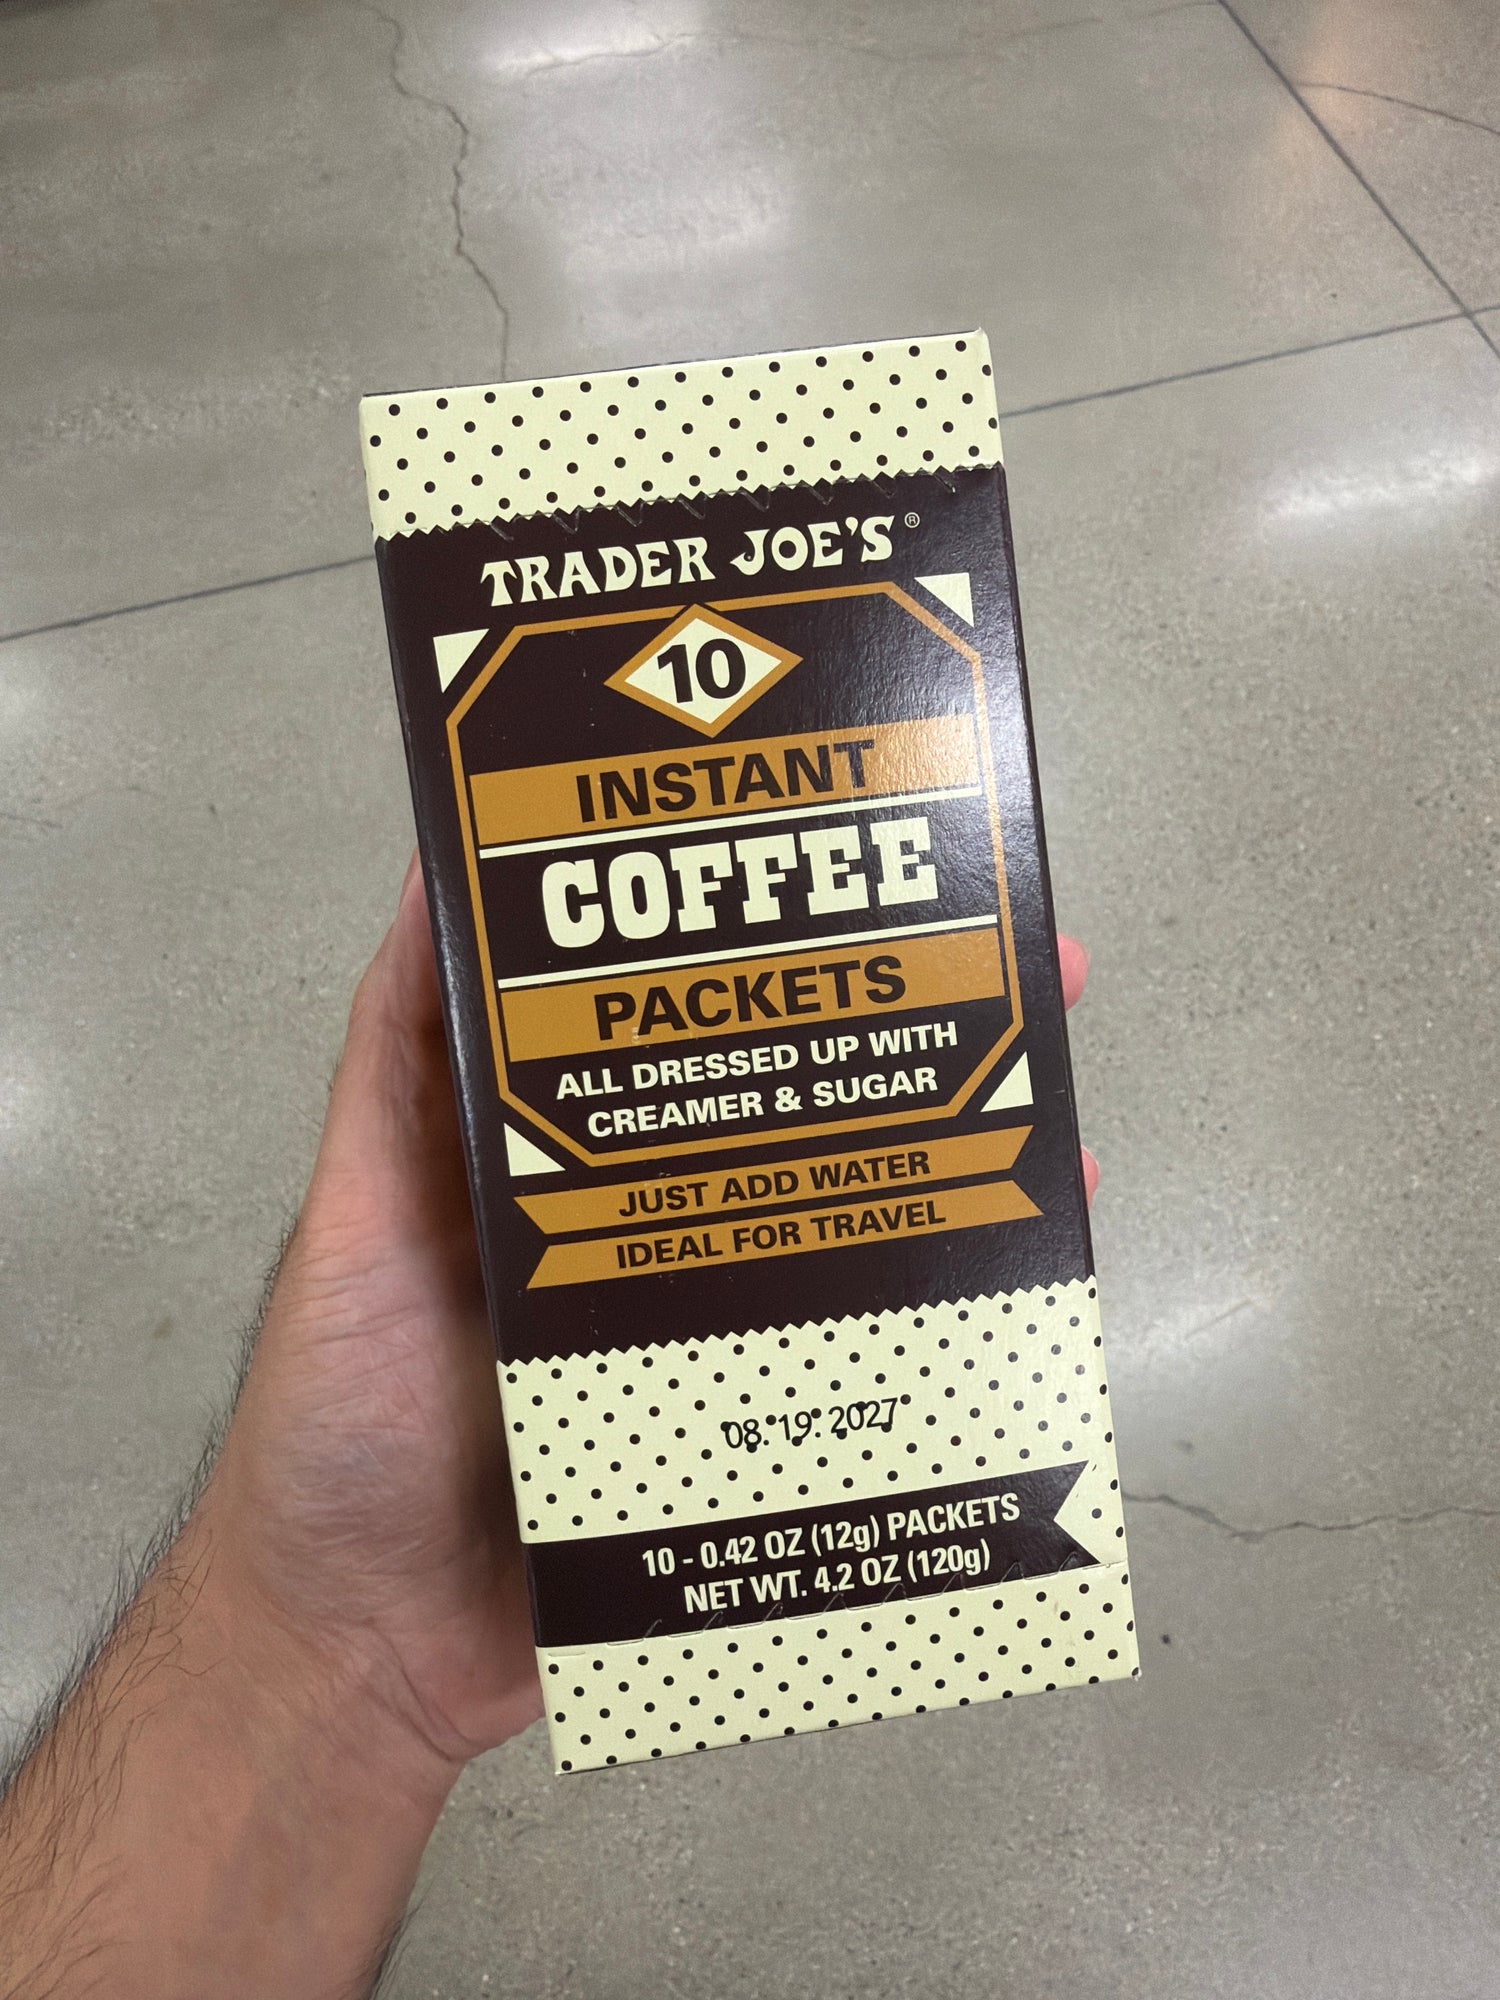 TRADER JOE'S®
10
INSTANT
COFFEE
PACKETS
ALL DRESSED UP WITH
CREAMER & SUGAR
JUST ADD WATER
IDEAL FOR TRAVEL
08.19.2027
10 - 0.42 OZ (12g) PACKETS
NET WT. 4.2 OZ (120g)